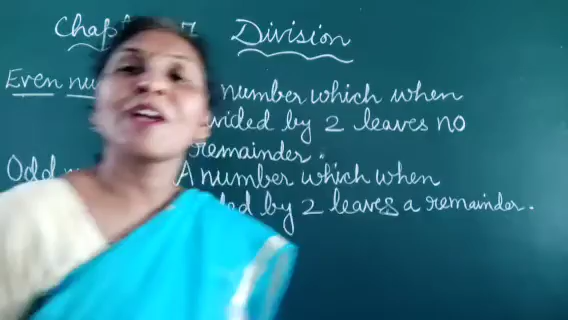 Chap 7 Division
Even nu number which when
vided by 2 leaves no
remainder.
Odd A number which when
ded by 2 leaves a remainder.